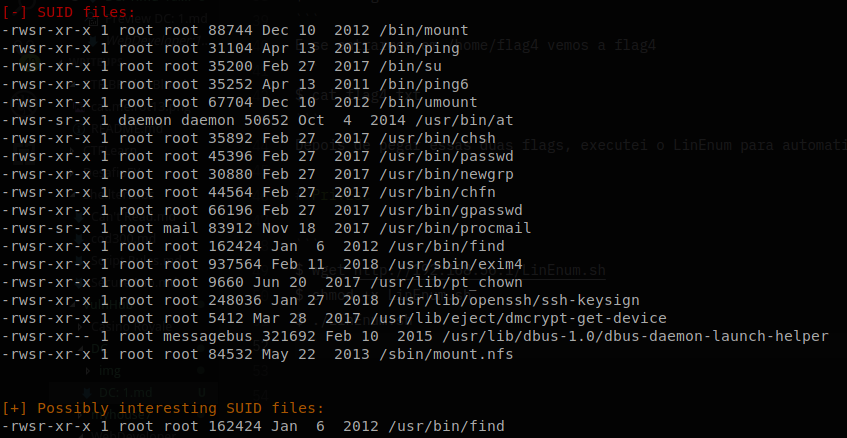 [-] SUID files:
-rwsr-xr-x 1 root root 88744 Dec 10  2012 /bin/mount
-rwsr-xr-x 1 root root 31104 Apr 13  2011 /bin/ping
-rwsr-xr-x 1 root root 35200 Feb 27  2017 /bin/su
-rwsr-xr-x 1 root root 35252 Apr 13  2011 /bin/ping6
-rwsr-xr-x 1 root root 67704 Dec 10  2012 /bin/umount
-rwsr-sr-x 1 daemon daemon 50652 Oct  4  2014 /usr/bin/at
-rwsr-xr-x 1 root root 35892 Feb 27  2017 /usr/bin/chsh
-rwsr-xr-x 1 root root 45396 Feb 27  2017 /usr/bin/passwd
-rwsr-xr-x 1 root root 30880 Feb 27  2017 /usr/bin/newgrp
-rwsr-xr-x 1 root root 44564 Feb 27  2017 /usr/bin/chfn
-rwsr-xr-x 1 root root 66196 Feb 27  2017 /usr/bin/gpasswd
-rwsr-sr-x 1 root mail 83912 Nov 18  2017 /usr/bin/procmail
-rwsr-xr-x 1 root root 162424 Jan  6  2012 /usr/bin/find
-rwsr-xr-x 1 root root 937564 Feb 11  2018 /usr/sbin/exim4
-rwsr-xr-x 1 root root 9660 Jun 20  2017 /usr/lib/pt_chown
-rwsr-xr-x 1 root root 248036 Jan 27  2018 /usr/lib/openssh/ssh-keysign
-rwsr-xr-x 1 root root 5412 Mar 28  2017 /usr/lib/eject/dmcrypt-get-device
-rwsr-xr-- 1 root messagebus 321692 Feb 10  2015 /usr/lib/dbus-1.0/dbus-daemon-launch-helper
-rwsr-xr-x 1 root root 84532 May 22  2013 /sbin/mount.nfs
[+] Possibly interesting SUID files:
-rwsr-xr-x 1 root root 162424 Jan  6  2012 /usr/bin/find